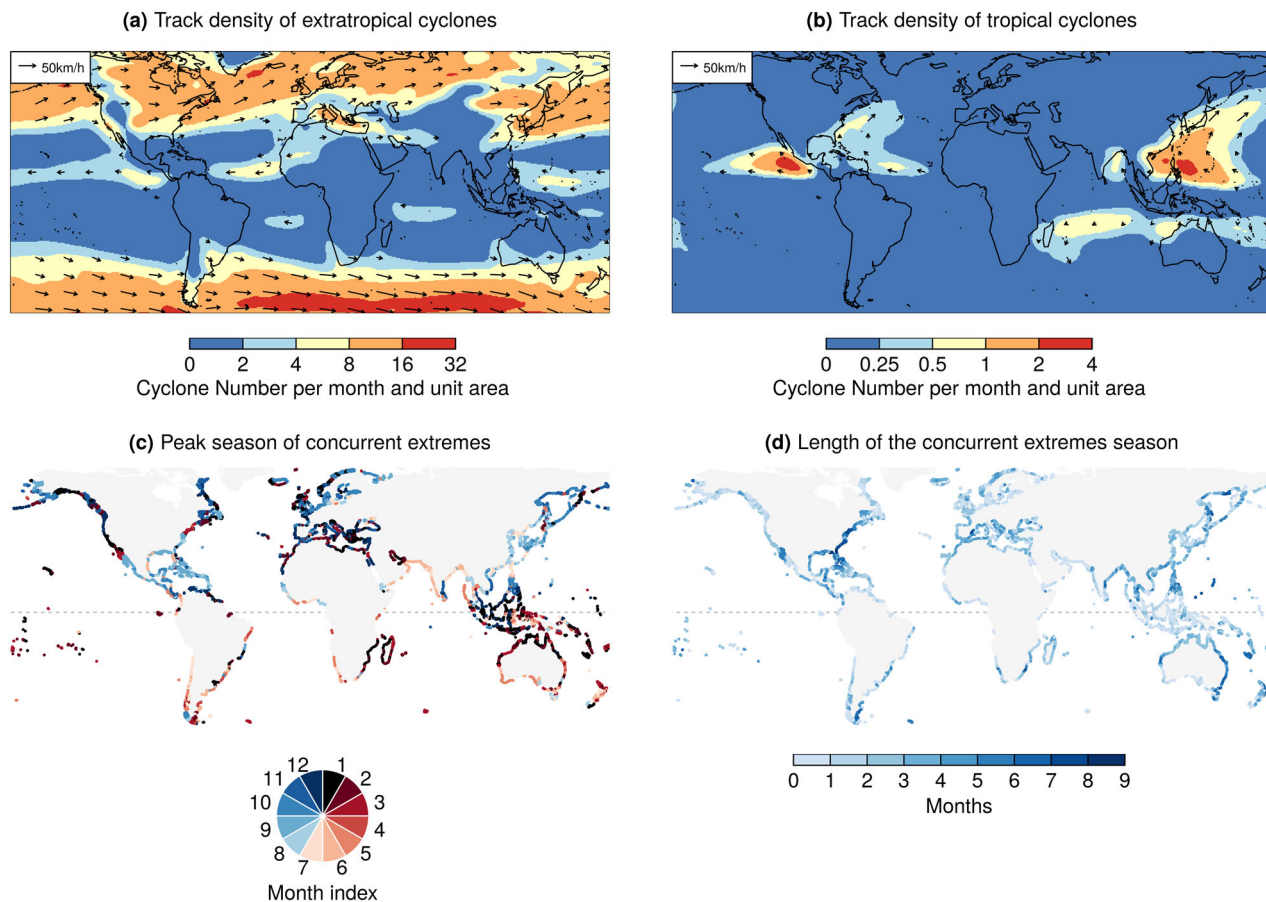 (a) Track density of extratropical cyclones
50km/h
0 2 4 8 16 32
Cyclone Number per month and unit area
(b) Track density of tropical cyclones
50km/h
0 0.25 0.5 1 2 4
Cyclone Number per month and unit area
(c) Peak season of concurrent extremes
12 1
11 2
10 3
9 4
8 5
7 6
Month index
(d) Length of the concurrent extremes season
0 1 2 3 4 5 6 7 8 9
Months